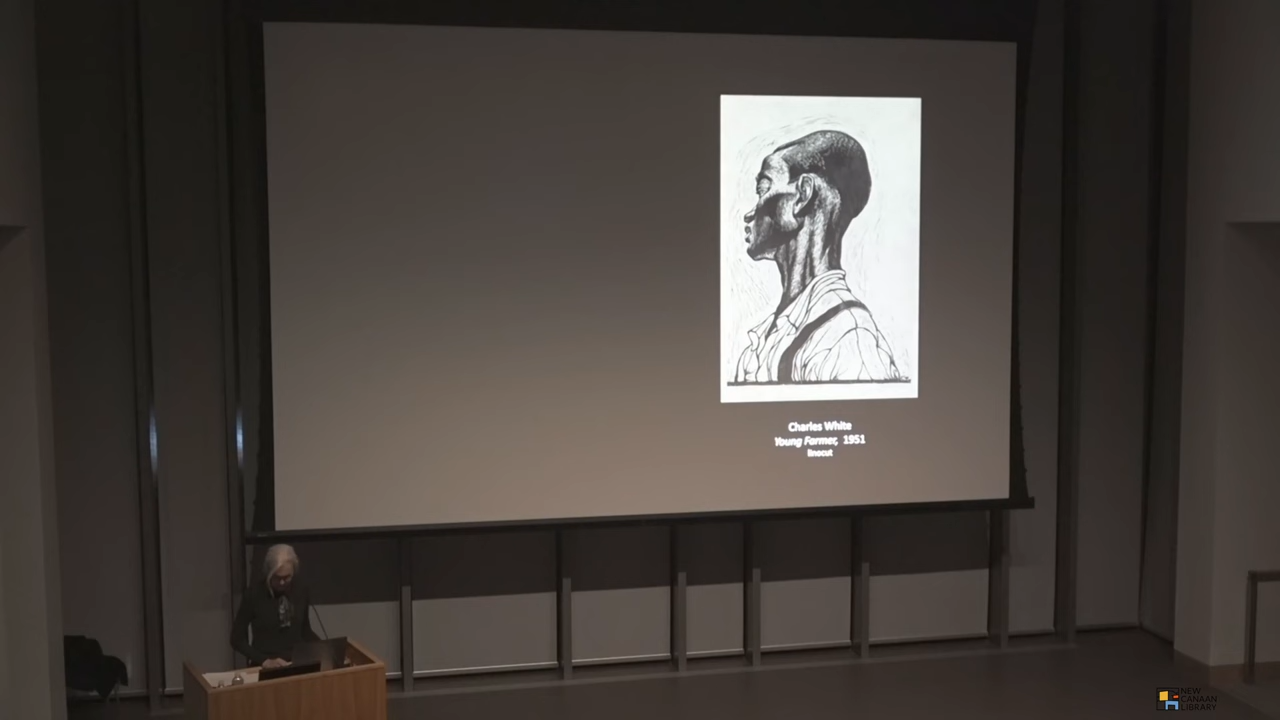 Charles White
Young Farmer, 1951
linocut
NEW
CANAAN
LIBRARY